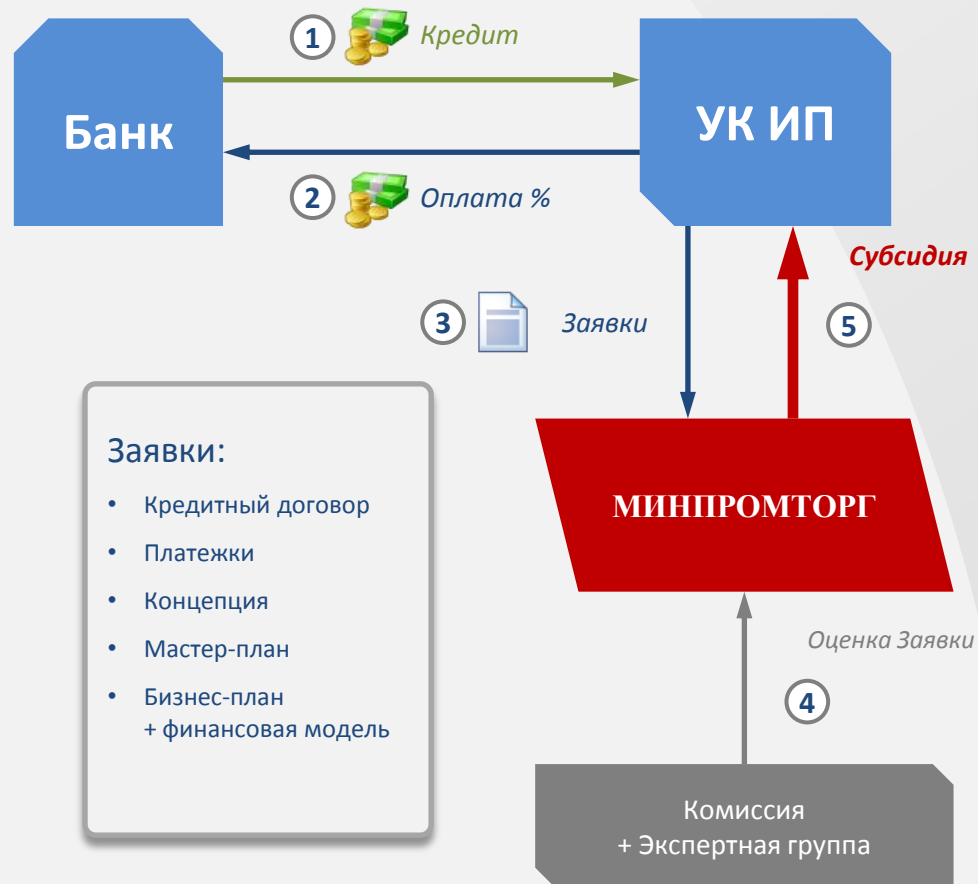 1
Кредит
Банк
УК ИП
2
Оплата %
Субсидия
3
Заявки
5
Заявки:
• Кредитный договор
• Платежки
• Концепция
• Мастер-план
• Бизнес-план
+ финансовая модель
МИНПРОМТОРГ
Оценка Заявки
4
Комиссия
+ Экспертная группа